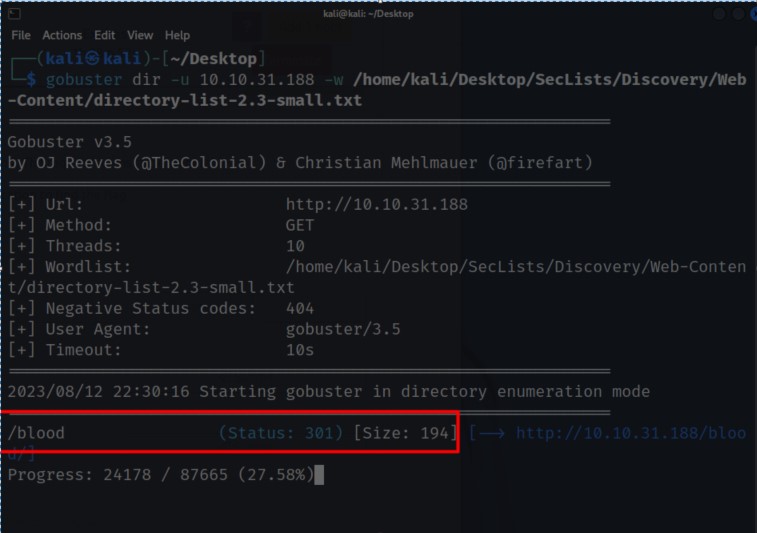 kali@kali: ~/Desktop
File Actions Edit View Help
(kali㉿kali)-[~/Desktop]
$ gobuster dir -u 10.10.31.188 -w /home/kali/Desktop/SecLists/Discovery/Web
-Content/directory-list-2.3-small.txt
Gobuster v3.5
by OJ Reeves (@TheColonial) & Christian Mehlmauer (@firefart)
[+] Url: http://10.10.31.188
[+] Method: GET
[+] Threads: 10
[+] Wordlist: /home/kali/Desktop/SecLists/Discovery/Web-Conten
t/directory-list-2.3-small.txt
[+] Negative Status codes: 404
[+] User Agent: gobuster/3.5
[+] Timeout: 10s
2023/08/12 22:30:16 Starting gobuster in directory enumeration mode
/blood (Status: 301) [Size: 194] [--> http://10.10.31.188/bloo
d/]
Progress: 24178 / 87665 (27.58%)